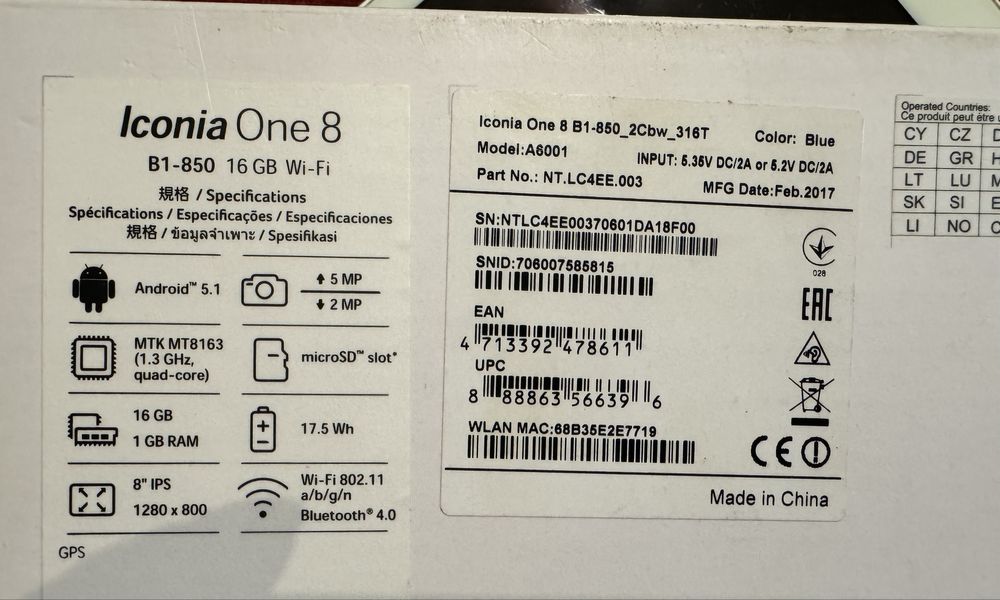 Iconia One 8
B1-850 16 GB Wi-Fi
規格 / Specifications
Spécifications / Especificações / Especificaciones
規格 / ข้อมูลจำเพาะ / Spesifikasi
Android™ 5.1
5 MP
2 MP
MTK MT8163
(1.3 GHz,
quad-core)
microSD™ slot*
16 GB
1 GB RAM
17.5 Wh
8" IPS
1280 x 800
Wi-Fi 802.11
a/b/g/n
Bluetooth® 4.0
GPS
Iconia One 8 B1-850_2Cbw_316T
Color: Blue
Model:A6001
INPUT: 5.35V DC/2A or 5.2V DC/2A
Part No.: NT.LC4EE.003
MFG Date:Feb.2017
SN:NTLC4EE00370601DA18F00
SNID:706007585815
EAN
4 713392 478611
UPC
8 88863 56639 6
WLAN MAC:68B35E2E7719
028
EAC
CE
Made in China
Operated Countries:
Ce produit peut être
CY CZ
DE GR
LT LU
SK SI
LI NO